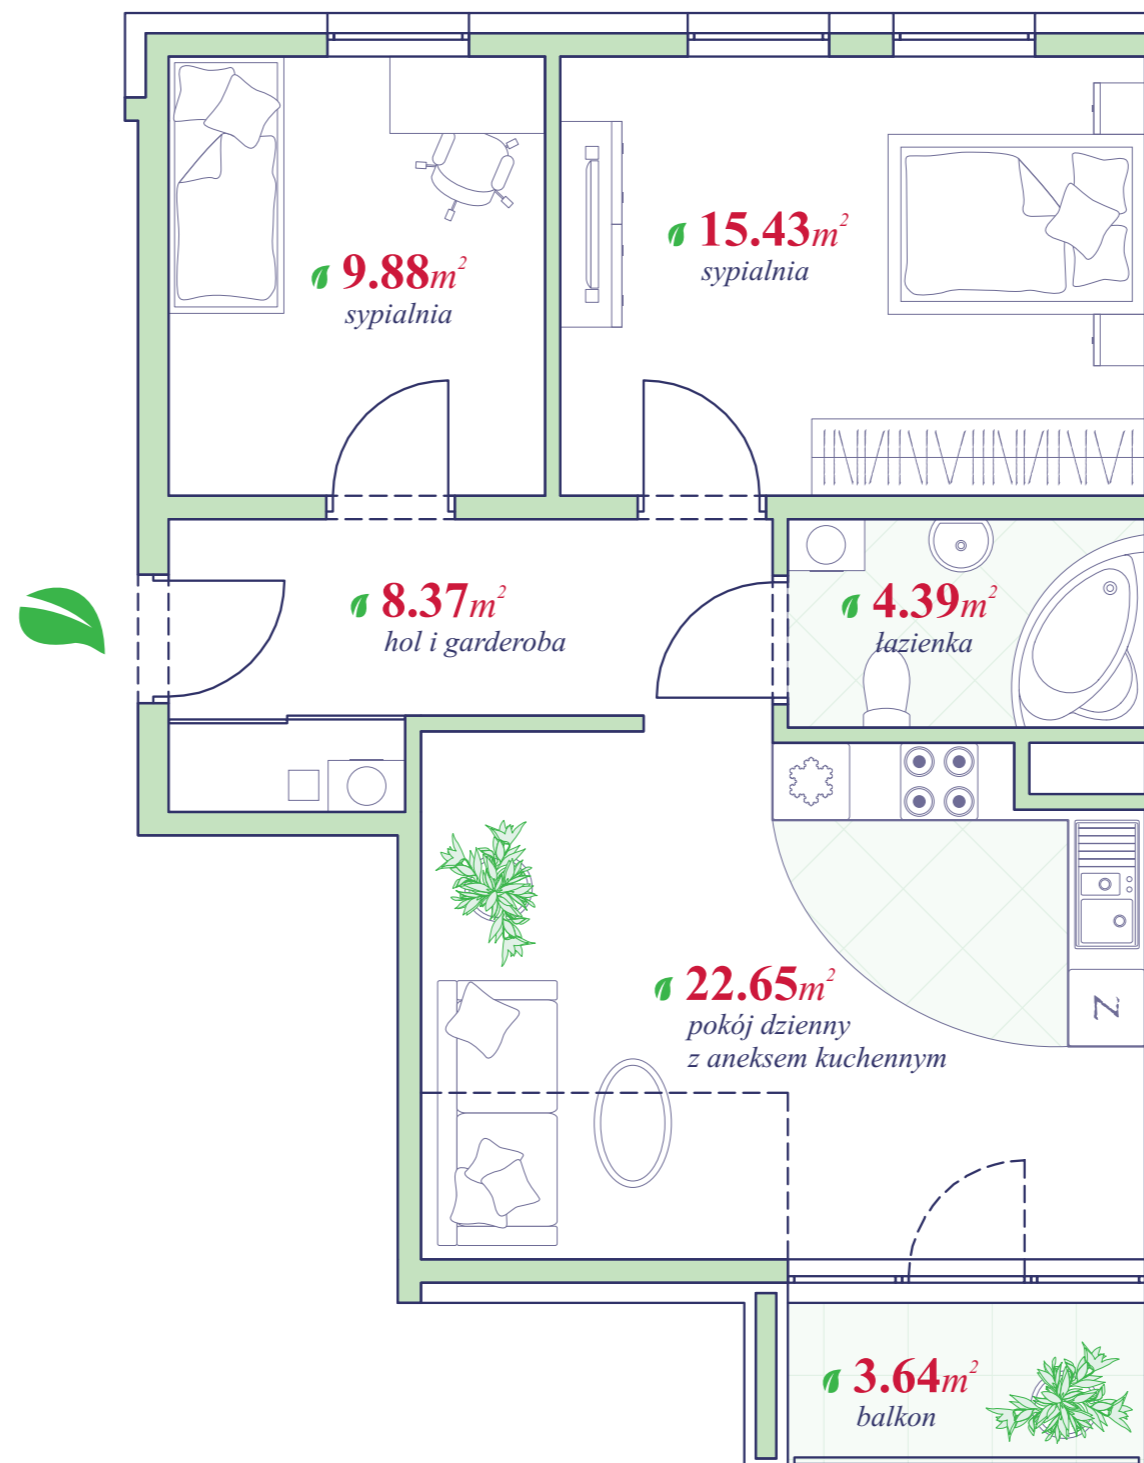 15.43m²
sypialnia
9.88m²
sypialnia
8.37m²
hol i garderoba
4.39m²
łazienka
22.65m²
pokój dzienny
z aneksem kuchennym
Z
3.64m²
balkon